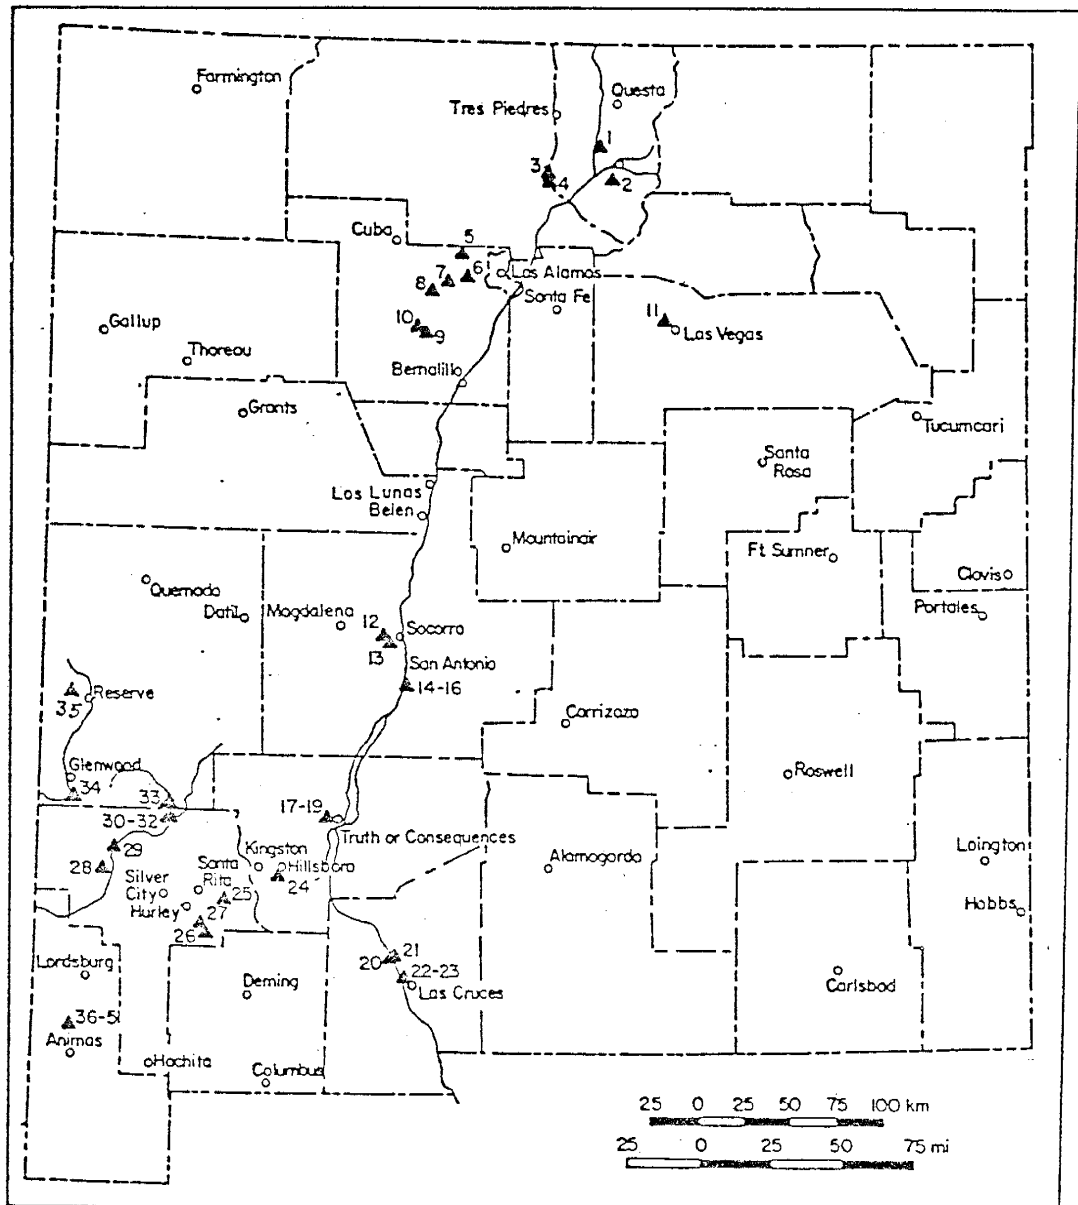 Farmington
Questa
Tres Piedres
1
3
4
2
Cuba
5
6
7
8
Los Alamos
Santa Fe
10
9
11
Las Vegas
Gallup
Thoreau
Bernalillo
Grants
Tucumcari
Santa
Rosa
Los Lunas
Belen
Mountainair
Ft Sumner
Clovis
Quemado
Datil
Magdalena
12
Socorro
Portales
13
San Antonio
14-16
35
Reserve
Carrizozo
Glenwood
34
33
Roswell
17-19
30-32
Truth or Consequences
29
28
Kingston
Hillsboro
24
Santa
Rita
Silver
City
25
Hurley
27
26
Alamogordo
Loington
Hobbs
Lordsburg
21
20
22-23
Las Cruces
Deming
Carlsbad
36-5
Animas
Hachita
Columbus
25 0 25 50 75 100 km
25 0 25 50 75 mi